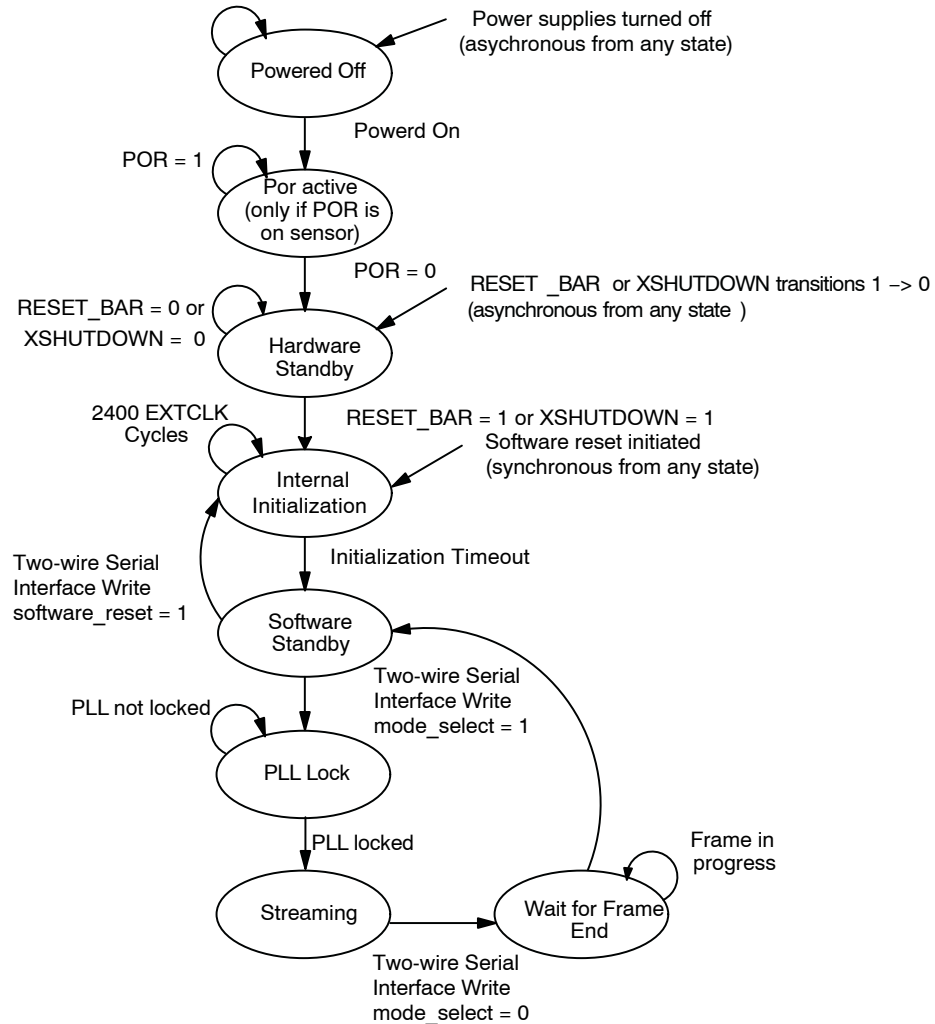 Power supplies turned off
(asychronous from any state)
Powered Off
Powerd On
POR = 1
Por active
(only if POR is
on sensor)
POR = 0
RESET _BAR or XSHUTDOWN transitions 1 –> 0
(asynchronous from any state )
RESET_BAR = 0 or
XSHUTDOWN = 0
Hardware
Standby
2400 EXTCLK
Cycles
RESET_BAR = 1 or XSHUTDOWN = 1
Software reset initiated
(synchronous from any state)
Internal
Initialization
Initialization Timeout
Two-wire Serial
Interface Write
software_reset = 1
Software
Standby
Two-wire Serial
Interface Write
mode_select = 1
PLL not locked
PLL Lock
PLL locked
Frame in
progress
Streaming
Wait for Frame
End
Two-wire Serial
Interface Write
mode_select = 0